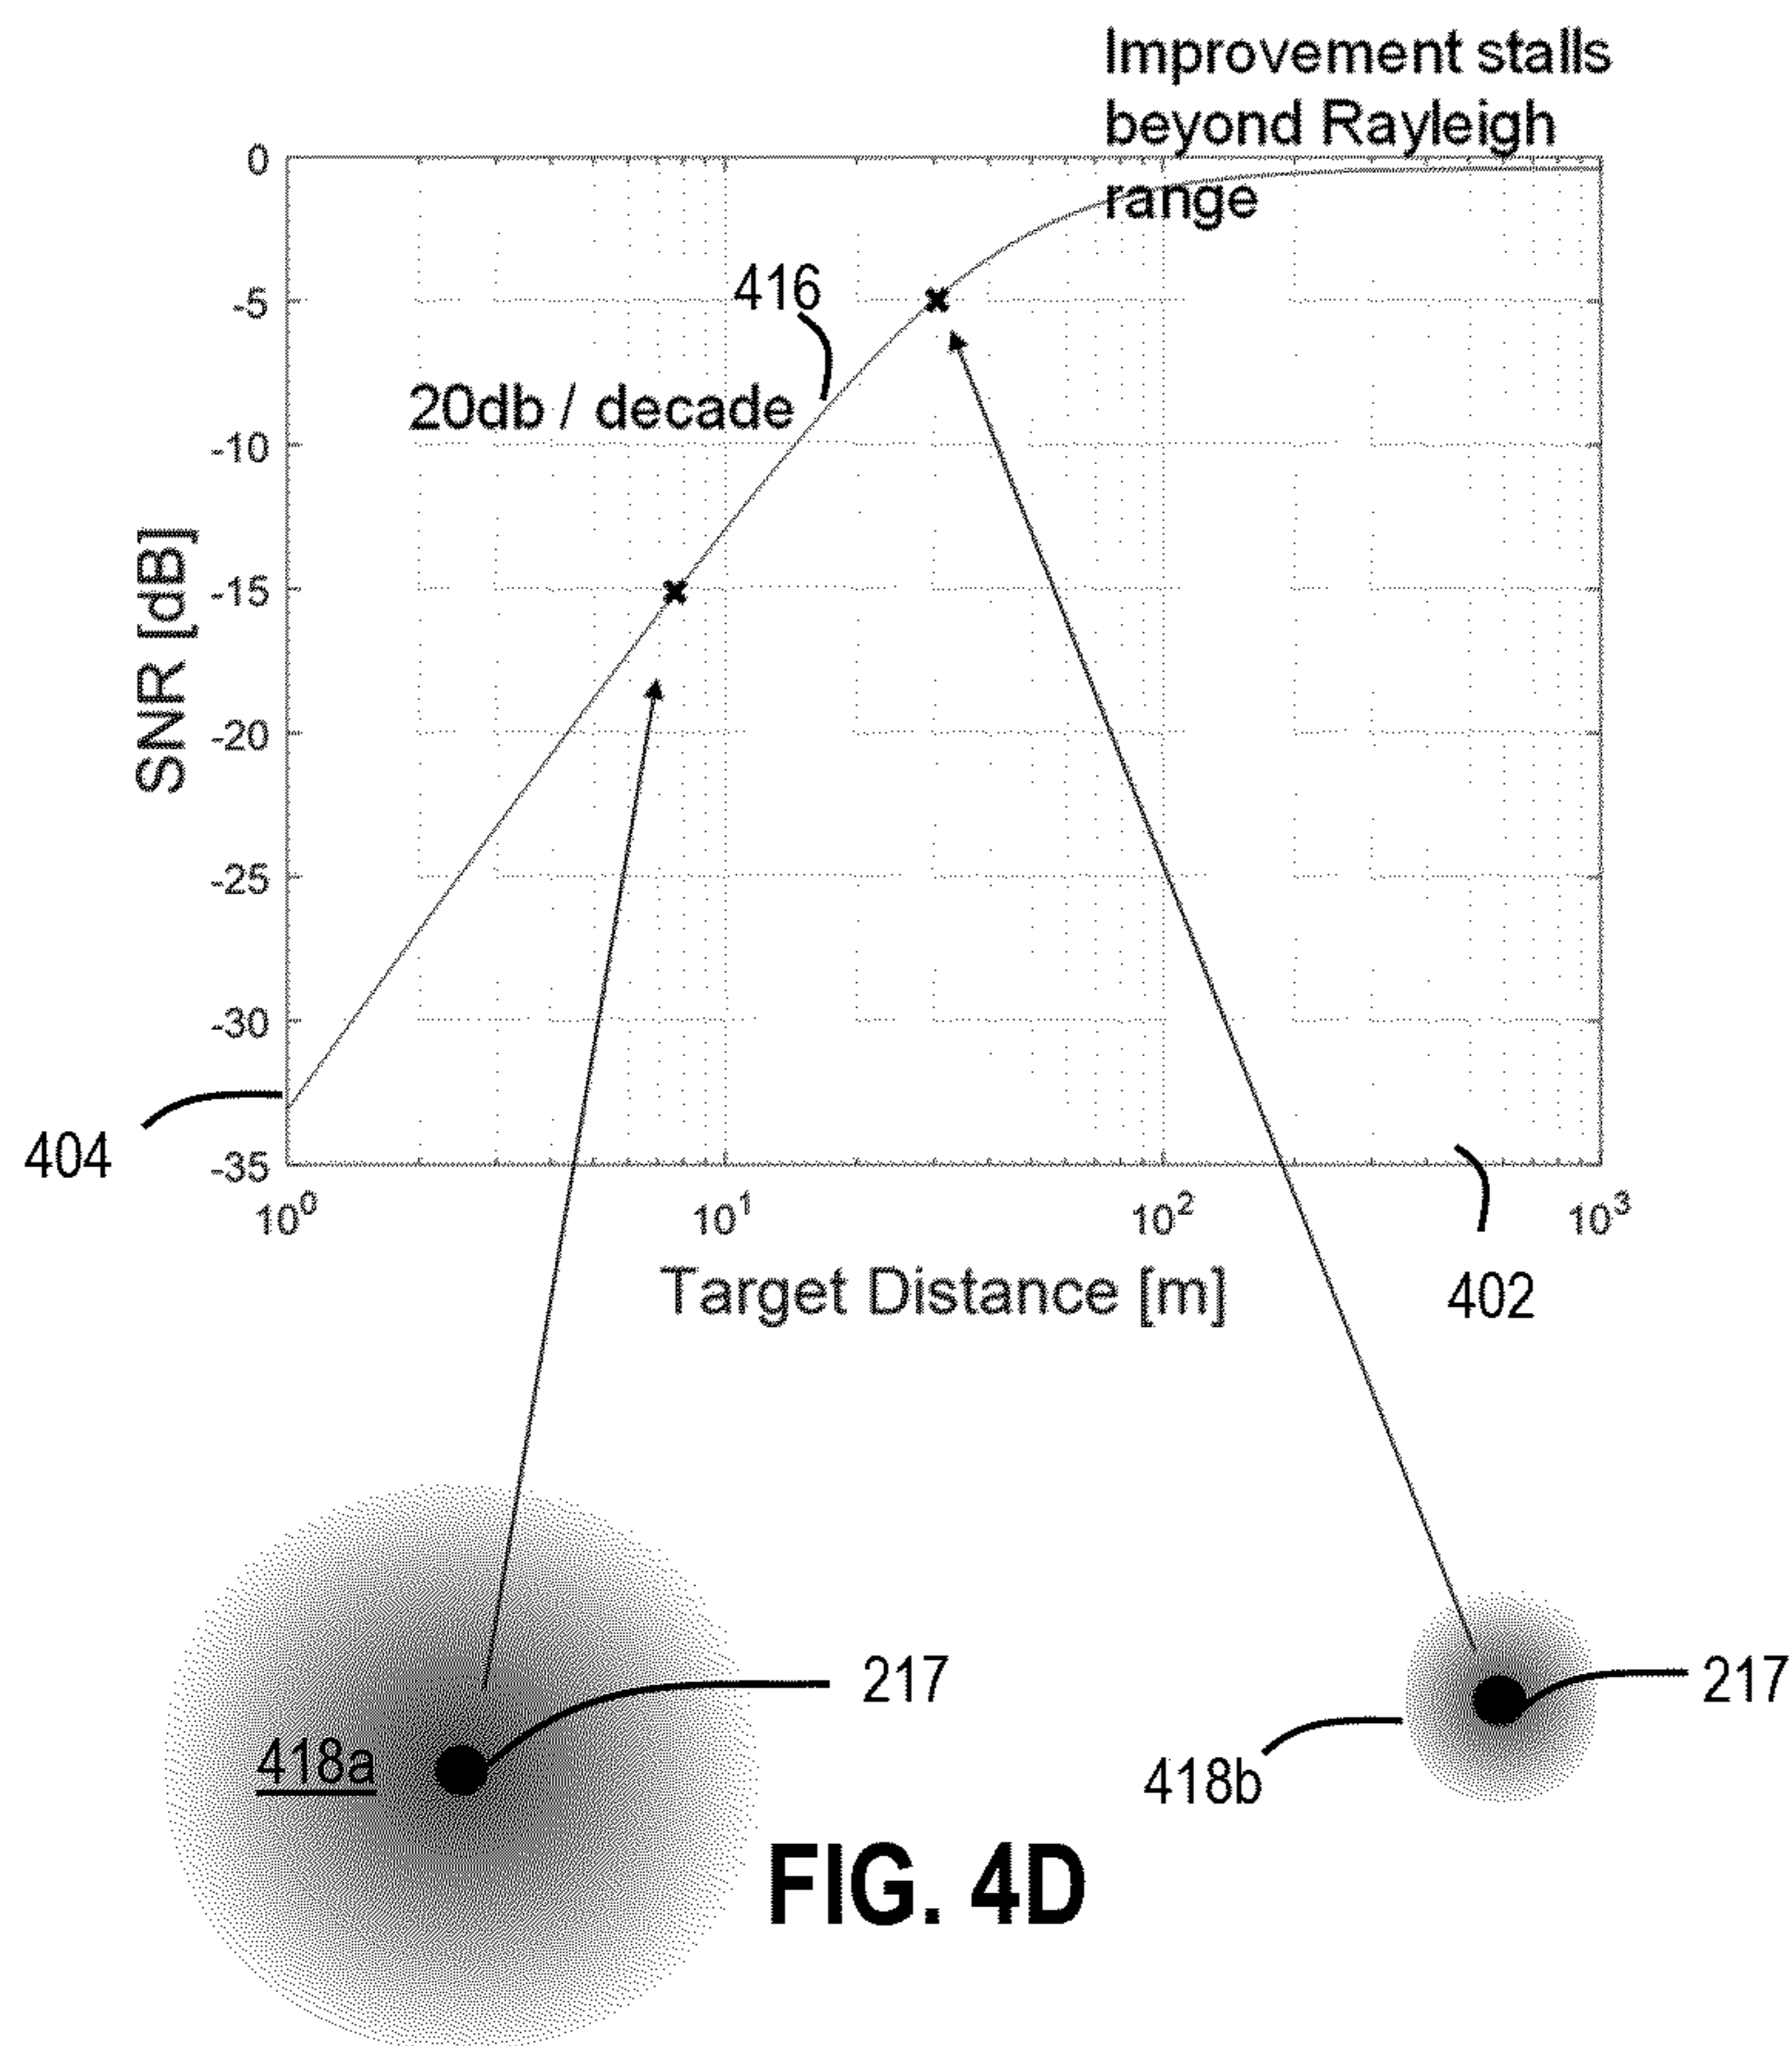 Improvement stalls
beyond Rayleigh
range
0
416
-5
20db / decade
-10
SNR [dB]
-15
-20
-25
-30
404
-35
10⁰ 10¹ 10² 10³
Target Distance [m]
402
217
217
418a
418b
FIG. 4D